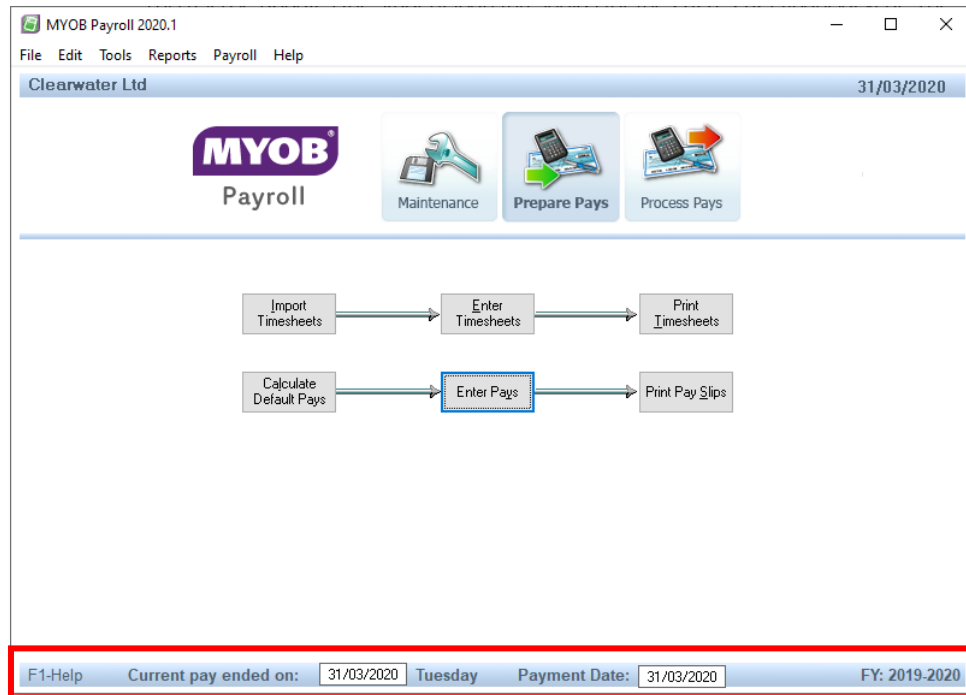 MYOB Payroll 2020.1
File Edit Tools Reports Payroll Help
Clearwater Ltd 31/03/2020
MYOB®
Payroll
Maintenance Prepare Pays Process Pays
Import Timesheets Enter Timesheets Print Timesheets
Calculate Default Pays Enter Pays Print Pay Slips
F1-Help Current pay ended on: 31/03/2020 Tuesday Payment Date: 31/03/2020 FY: 2019-2020